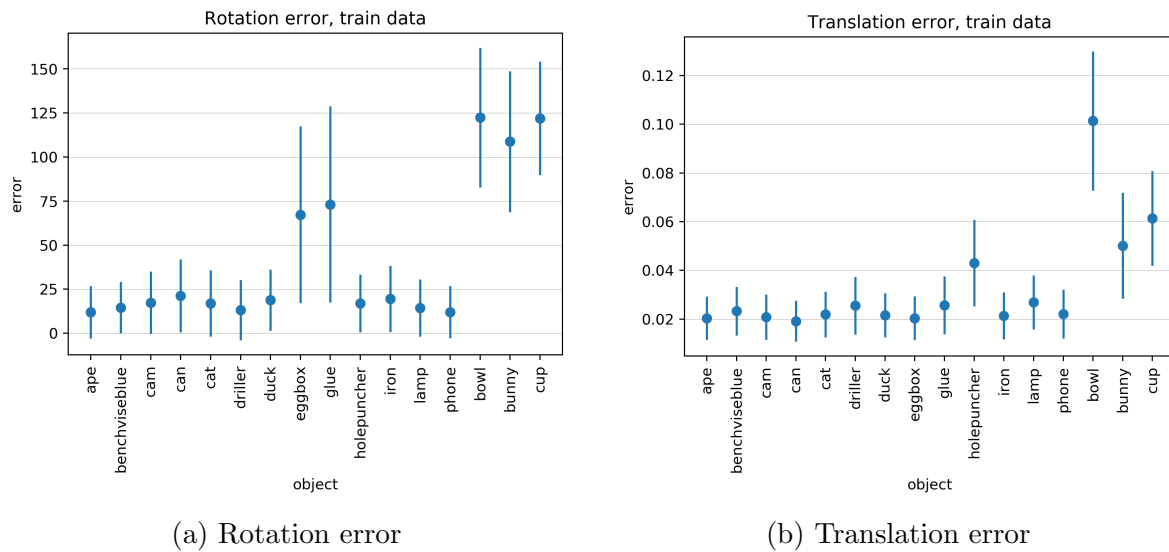 Rotation error, train data
150
125
100
75
50
25
0
error
ape
benchviseblue
cam
can
cat
driller
duck
eggbox
glue
holepuncher
iron
lamp
phone
bowl
bunny
cup
object
(a) Rotation error
Translation error, train data
0.12
0.10
0.08
0.06
0.04
0.02
error
ape
benchviseblue
cam
can
cat
driller
duck
eggbox
glue
holepuncher
iron
lamp
phone
bowl
bunny
cup
object
(b) Translation error